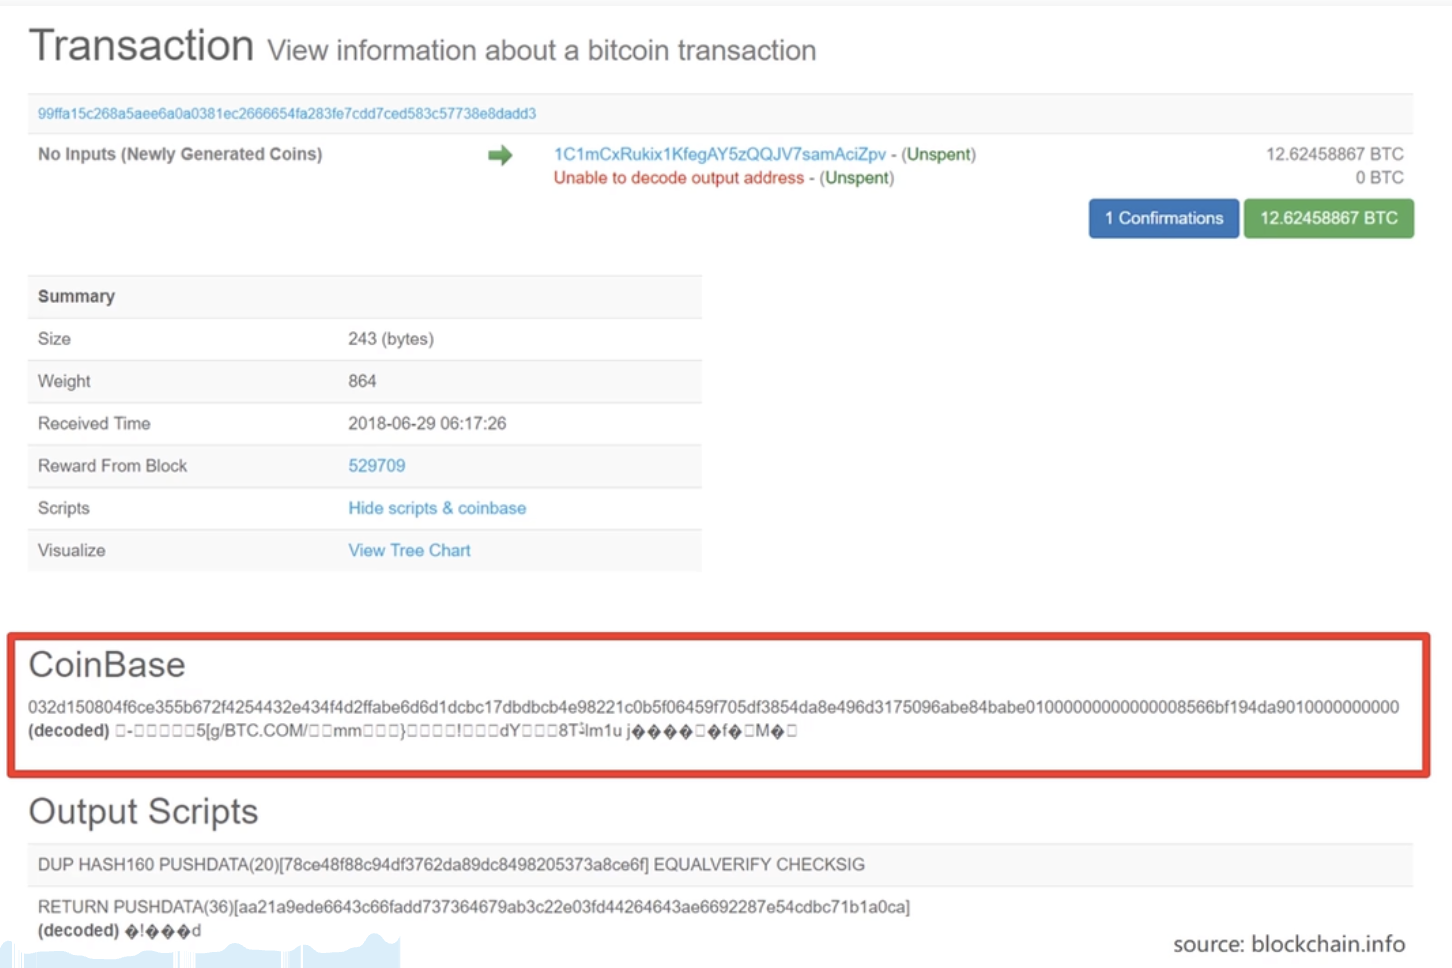 Transaction View information about a bitcoin transaction
99ffa15c268a5aee6a0a0381ec2666654fa283fe7cdd7ced583c57738e8dadd3
No Inputs (Newly Generated Coins) 1C1mCxRukix1KfegAY5zQQJV7samAciZpv - (Unspent) 12.62458867 BTC
Unable to decode output address - (Unspent) 0 BTC
1 Confirmations 12.62458867 BTC
Summary
Size 243 (bytes)
Weight 864
Received Time 2018-06-29 06:17:26
Reward From Block 529709
Scripts Hide scripts & coinbase
Visualize View Tree Chart
CoinBase
032d150804f6ce355b672f4254432e434f4d2ffabe6d6d1dcbc17dbdbcb4e98221c0b5f06459f705df3854da8e496d3175096abe84babe01000000000000008566bf194da9010000000000
(decoded) □-□□□□□5[g/BTC.COM/□□mm□□□}□□□□!□□□dY□□□8T lm1u j����□�f�□M�□
Output Scripts
DUP HASH160 PUSHDATA(20)[78ce48f88c94df3762da89dc8498205373a8ce6f] EQUALVERIFY CHECKSIG
RETURN PUSHDATA(36)[aa21a9ede6643c66fadd737364679ab3c22e03fd44264643ae6692287e54cdbc71b1a0ca]
(decoded) �!���d
source: blockchain.info